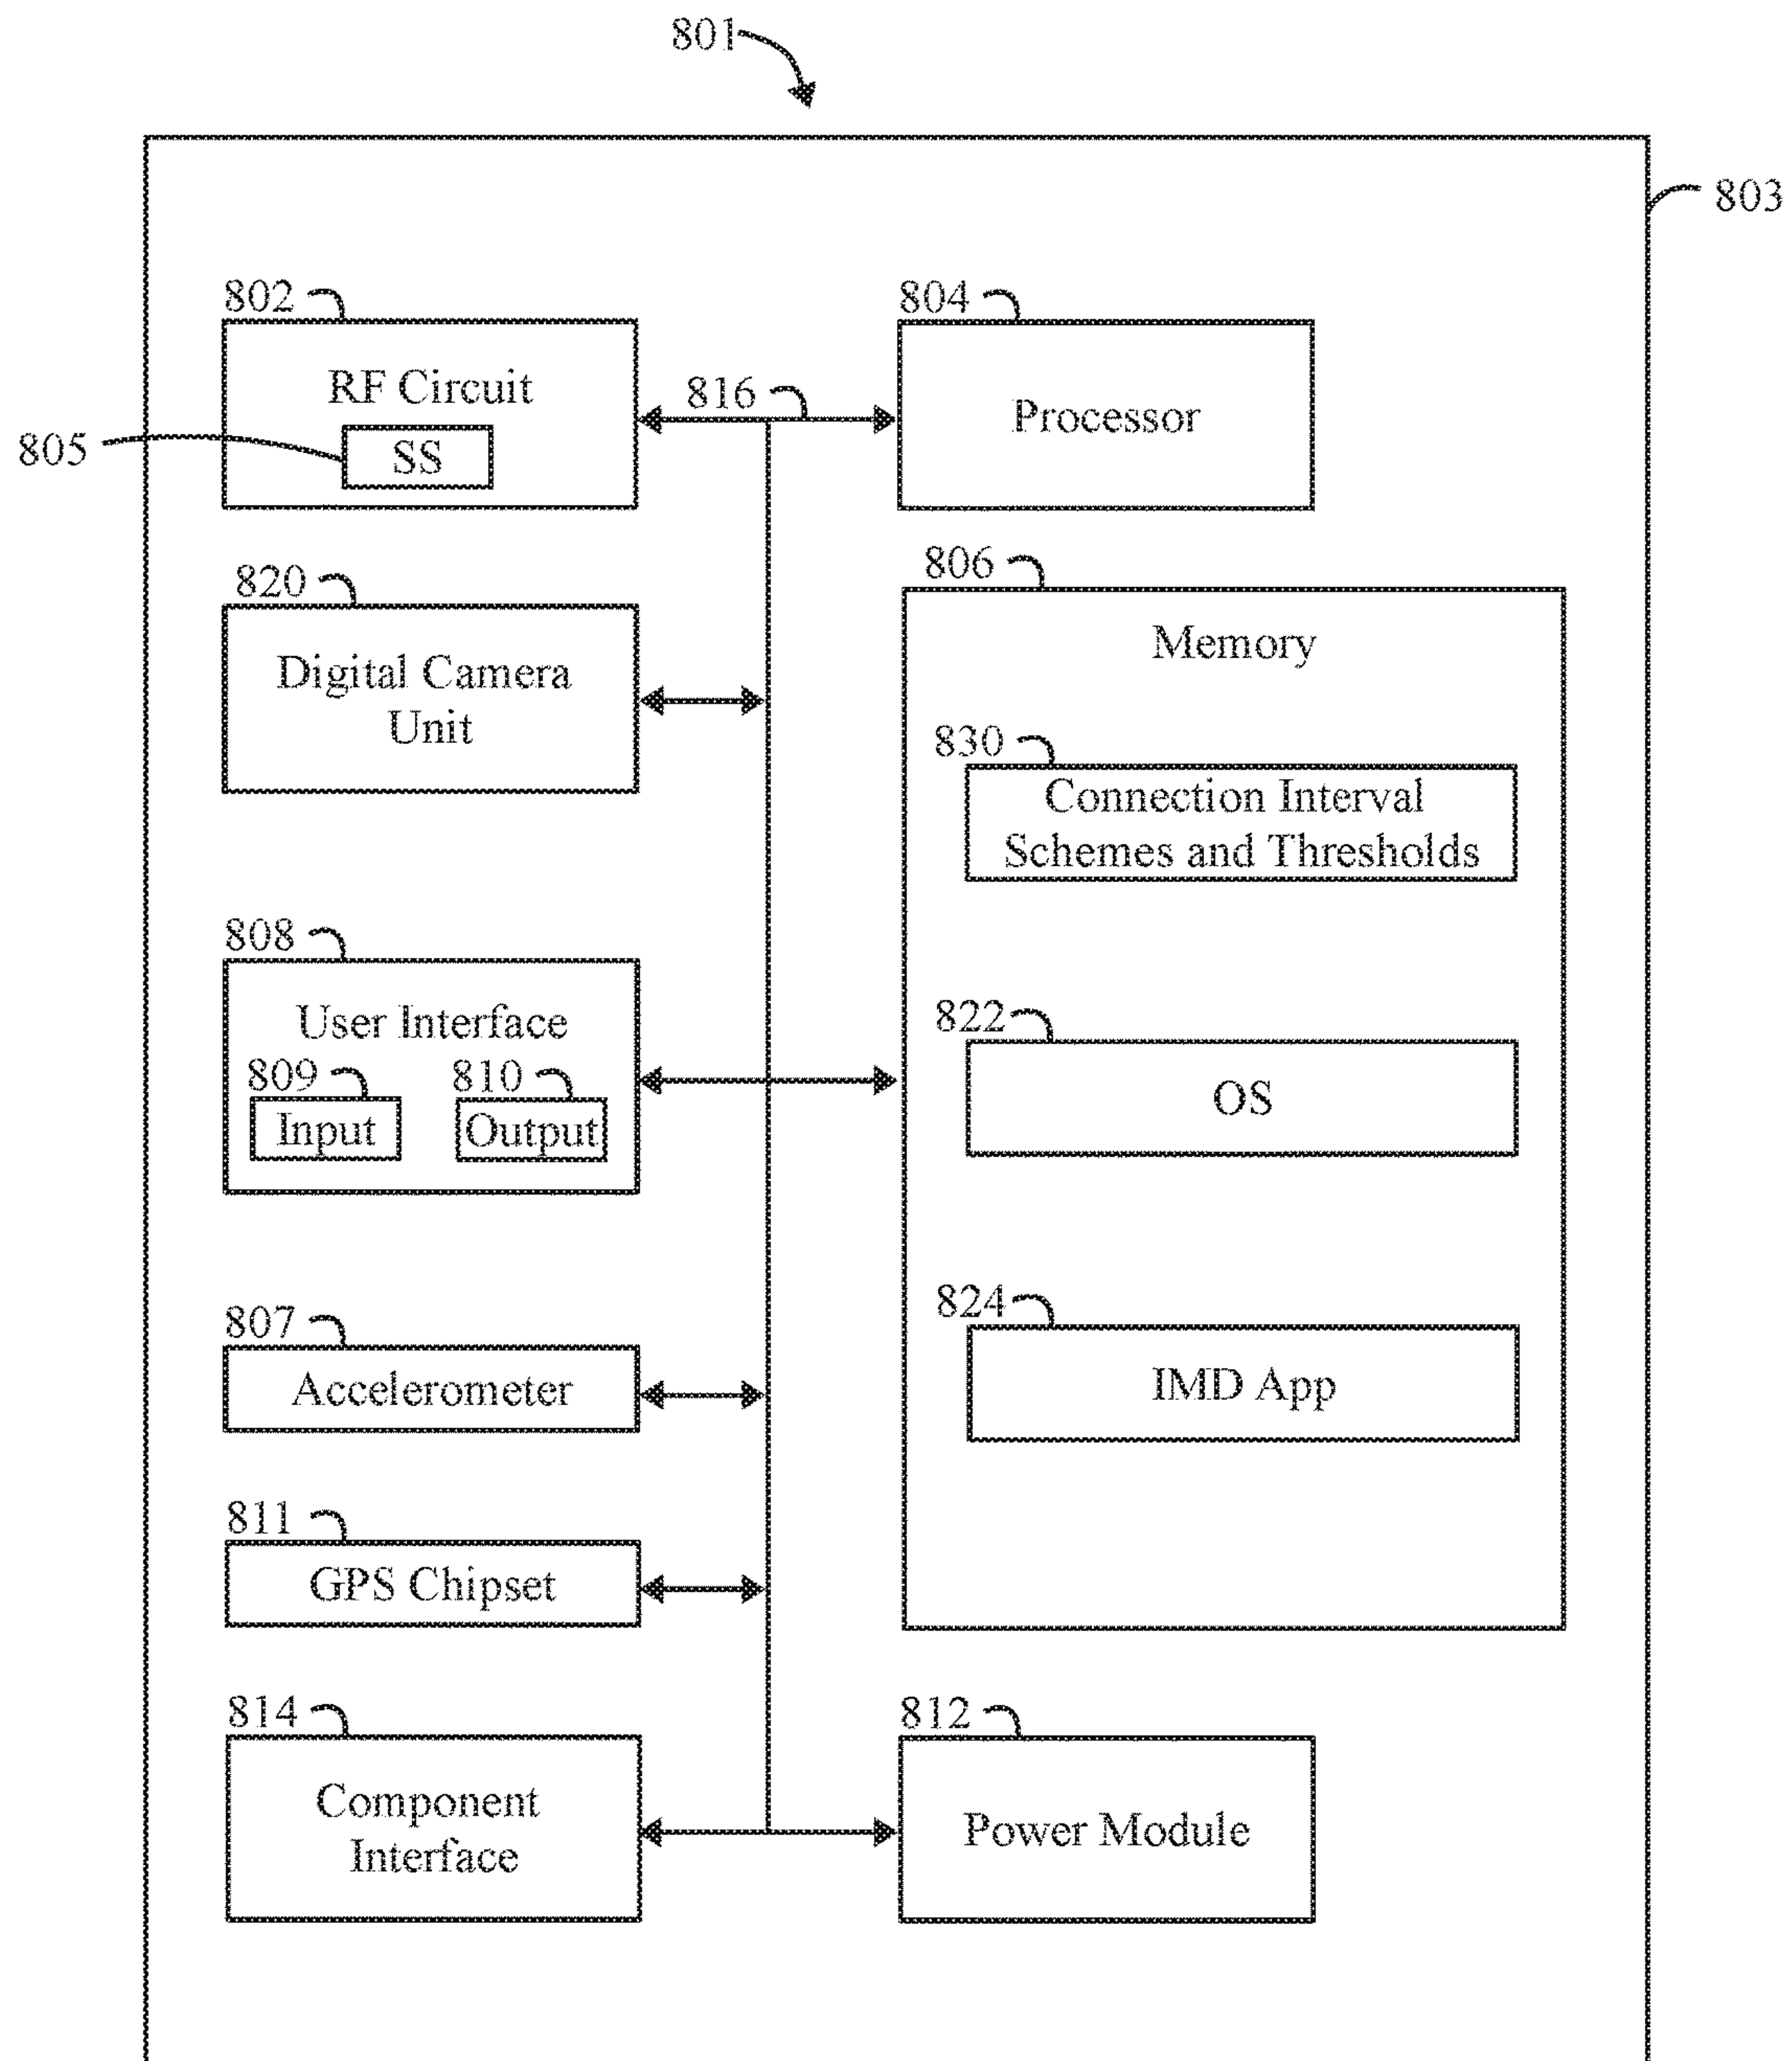 801
803
802
804
RF Circuit
816
Processor
805
SS
820
806
Digital Camera
Unit
Memory
830
Connection Interval
Schemes and Thresholds
808
User Interface
809
810
Input
Output
822
OS
807
Accelerometer
824
IMD App
811
GPS Chipset
814
812
Component
Interface
Power Module